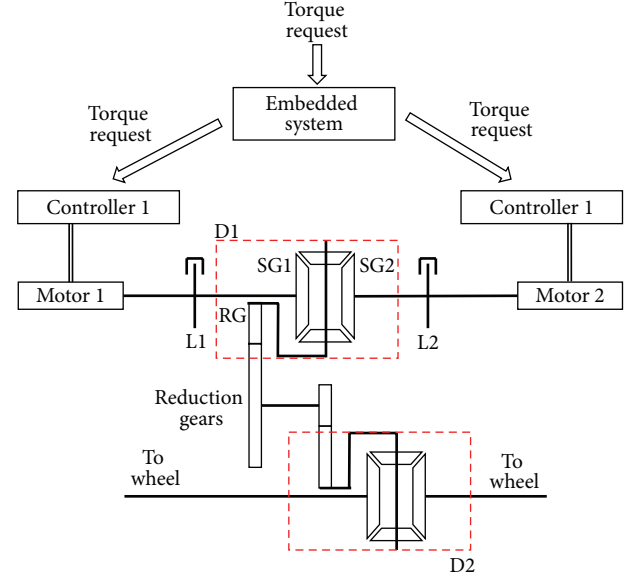 Torque
request
Embedded
system
Torque
request
Torque
request
Controller 1
Controller 1
D1
SG1
SG2
Motor 1
Motor 2
RG
L1
L2
Reduction
gears
To
wheel
To
wheel
D2